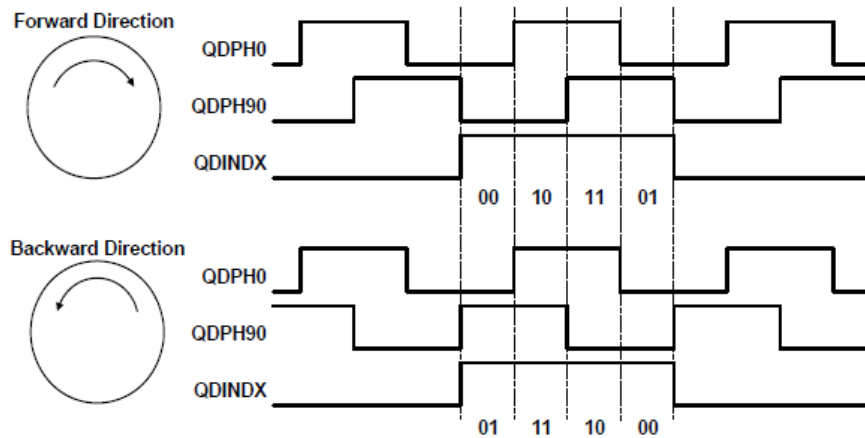 Forward Direction
QDPH0
QDPH90
QDINDX
00 10 11 01
Backward Direction
QDPH0
QDPH90
QDINDX
01 11 10 00